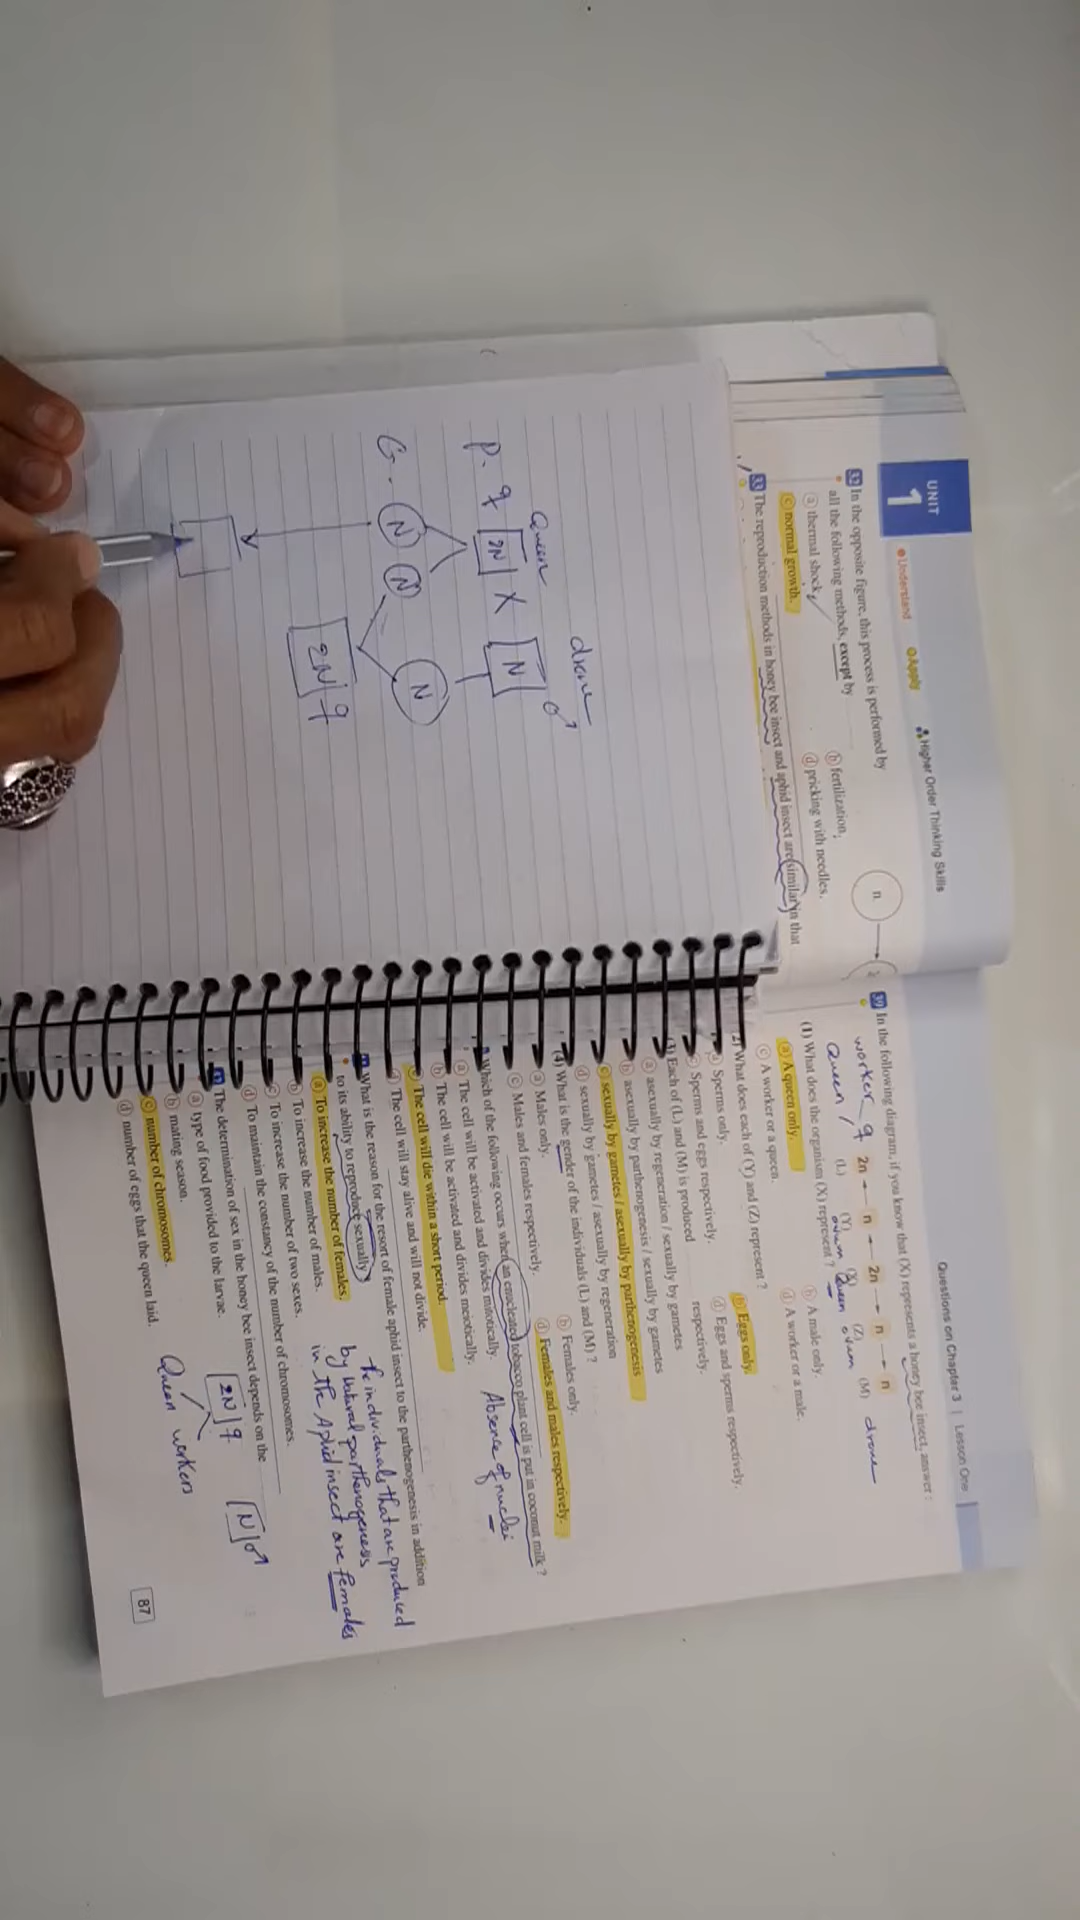 UNIT
1
Understand Apply Higher Order Thinking Skills
32 In the opposite figure, this process is performed by
all the following methods, except by
n
ⓐ thermal shock,
ⓑ fertilization,
ⓒ normal growth.
ⓓ pricking with needles.
33 The reproduction methods in honey bee insect and aphid insect are similar in that
Queen
drone
P. ♀ 2N X N ♂
G. N N N
2N ♀
Questions on Chapter 3 | Lesson One
39 In the following diagram, if you know that (X) represents a honey bee insect, answer :
worker ♀ 2n n 2n n n
Queen / (L) (Y) (X) (Z) (M) drone
ovum Queen ovum
(1) What does the organism (X) represent ?
ⓐ A queen only.
ⓑ A male only.
ⓒ A worker or a queen.
ⓓ A worker or a male.
2) What does each of (Y) and (Z) represent ?
ⓐ Sperms only.
ⓑ Eggs only.
ⓒ Sperms and eggs respectively.
ⓓ Eggs and sperms respectively.
(3) Each of (L) and (M) is produced respectively.
ⓐ asexually by regeneration / sexually by gametes
ⓑ asexually by parthenogenesis / sexually by gametes
ⓒ sexually by gametes / asexually by parthenogenesis
ⓓ sexually by gametes / asexually by regeneration
(4) What is the gender of the individuals (L) and (M) ?
ⓐ Males only.
ⓑ Females only.
ⓒ Males and females respectively.
ⓓ Females and males respectively.
Which of the following occurs when an enucleated tobacco plant cell is put in coconut milk ?
ⓐ The cell will be activated and divides mitotically.
Absence of nuclei
ⓑ The cell will be activated and divides meiotically.
The cell will die within a short period.
ⓓ The cell will stay alive and will not divide.
What is the reason for the resort of female aphid insect to the parthenogenesis in addition
to its ability to reproduce sexually
ⓐ To increase the number of females.
the individuals that are produced
by natural parthenogenesis
in the Aphid insect are females
ⓑ To increase the number of males.
ⓒ To increase the number of two sexes.
ⓓ To maintain the constancy of the number of chromosomes.
42 The determination of sex in the honey bee insect depends on the
ⓐ type of food provided to the larvae.
2N ♀ N ♂
ⓑ mating season.
ⓒ number of chromosomes.
Queen workers
ⓓ number of eggs that the queen laid.
87